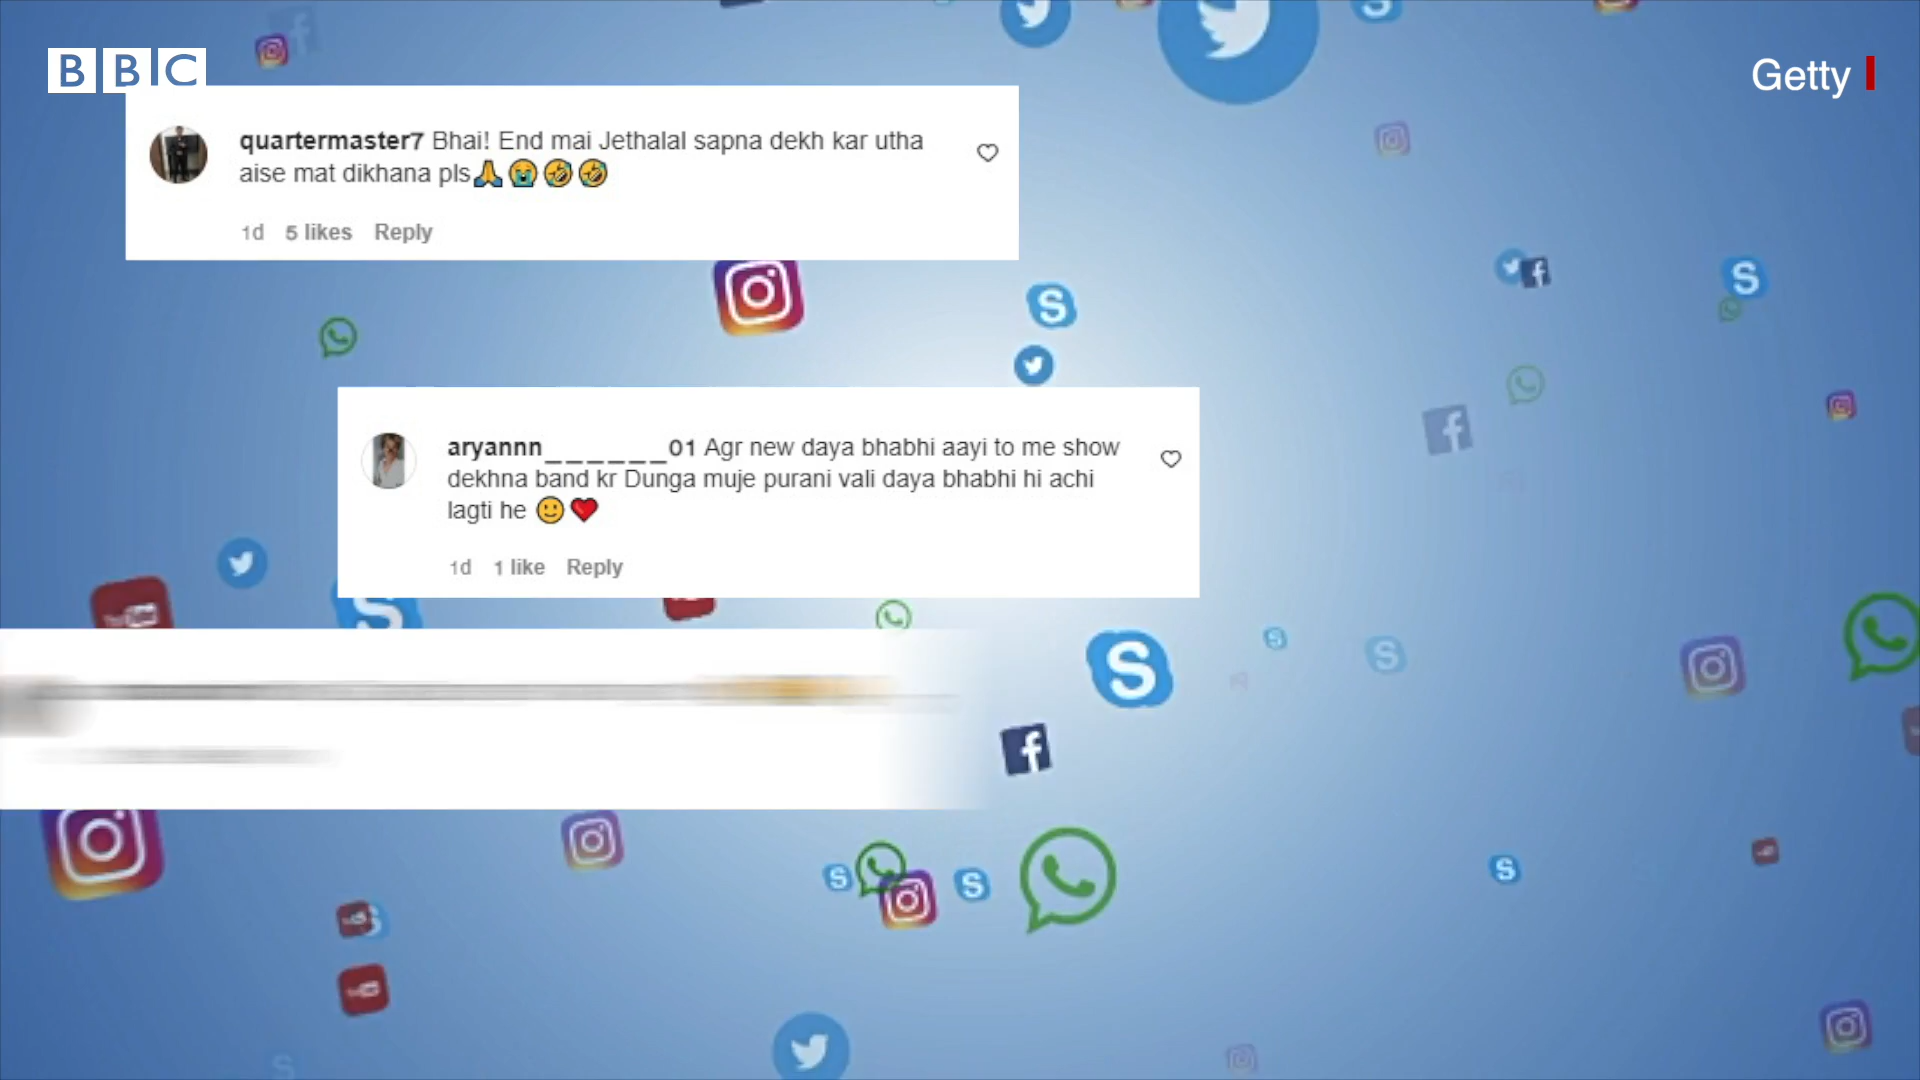 BBC
Getty
quartermaster7 Bhai! End mai Jethalal sapna dekh kar utha
aise mat dikhana pls🙏😭🤣🤣
1d 5 likes Reply
aryannn______01 Agr new daya bhabhi aayi to me show
dekhna band kr Dunga muje purani vali daya bhabhi hi achi
lagti he 🙂❤️
1d 1 like Reply